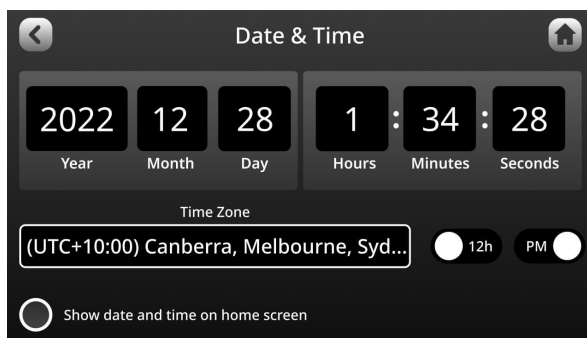 Date & Time
2022 12 28 1 : 34 : 28
Year Month Day Hours Minutes Seconds
Time Zone
(UTC+10:00) Canberra, Melbourne, Syd... 12h PM
Show date and time on home screen